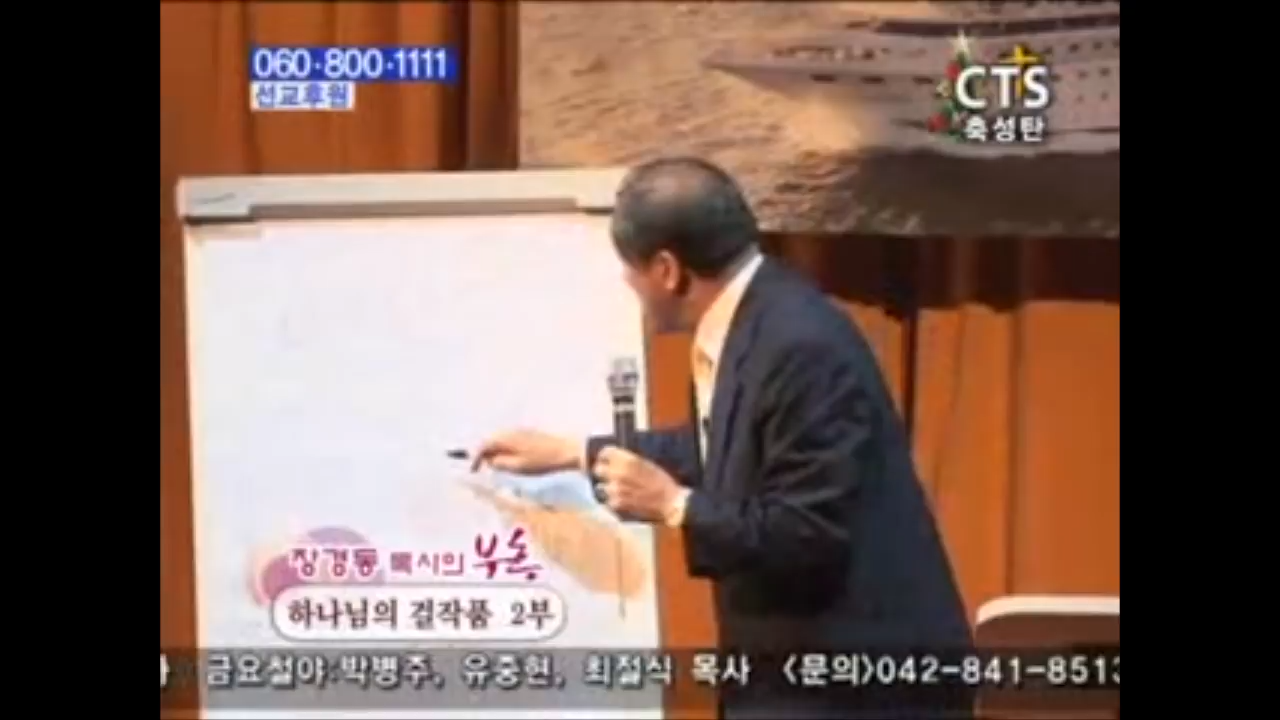 060·800·1111
선교후원
CTS
축성탄
장경동 목사의 부흥
하나님의 걸작품 2부
금요철야:박병주, 유중현, 최절식 목사 <문의>042-841-8513